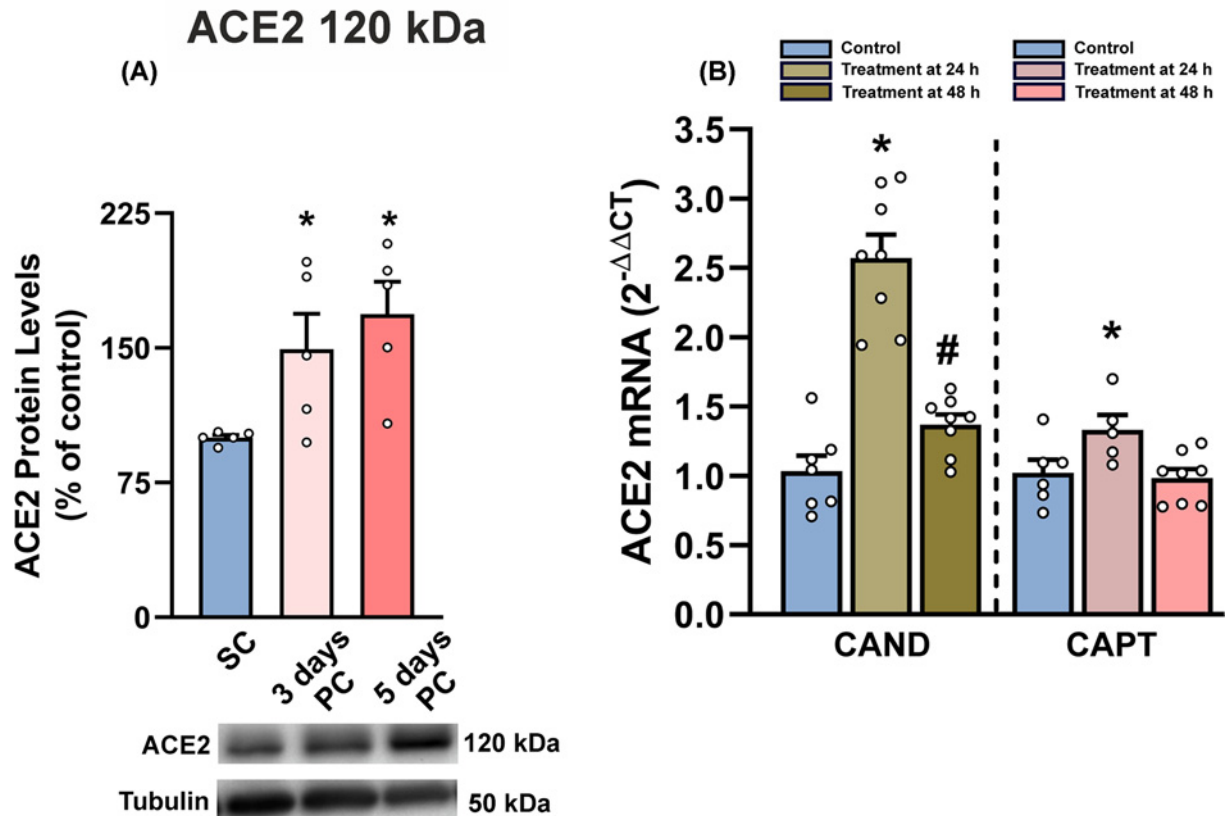 ACE2 120 kDa
(A)
ACE2 Protein Levels
(% of control)
225
150
75
0
*
*
SC
3 days
PC
5 days
PC
ACE2
120 kDa
Tubulin
50 kDa
(B)
Control
Treatment at 24 h
Treatment at 48 h
Control
Treatment at 24 h
Treatment at 48 h
ACE2 mRNA (2^-ΔΔCT)
3.5
3.0
2.5
2.0
1.5
1.0
0.5
0.0
*
#
*
CAND
CAPT